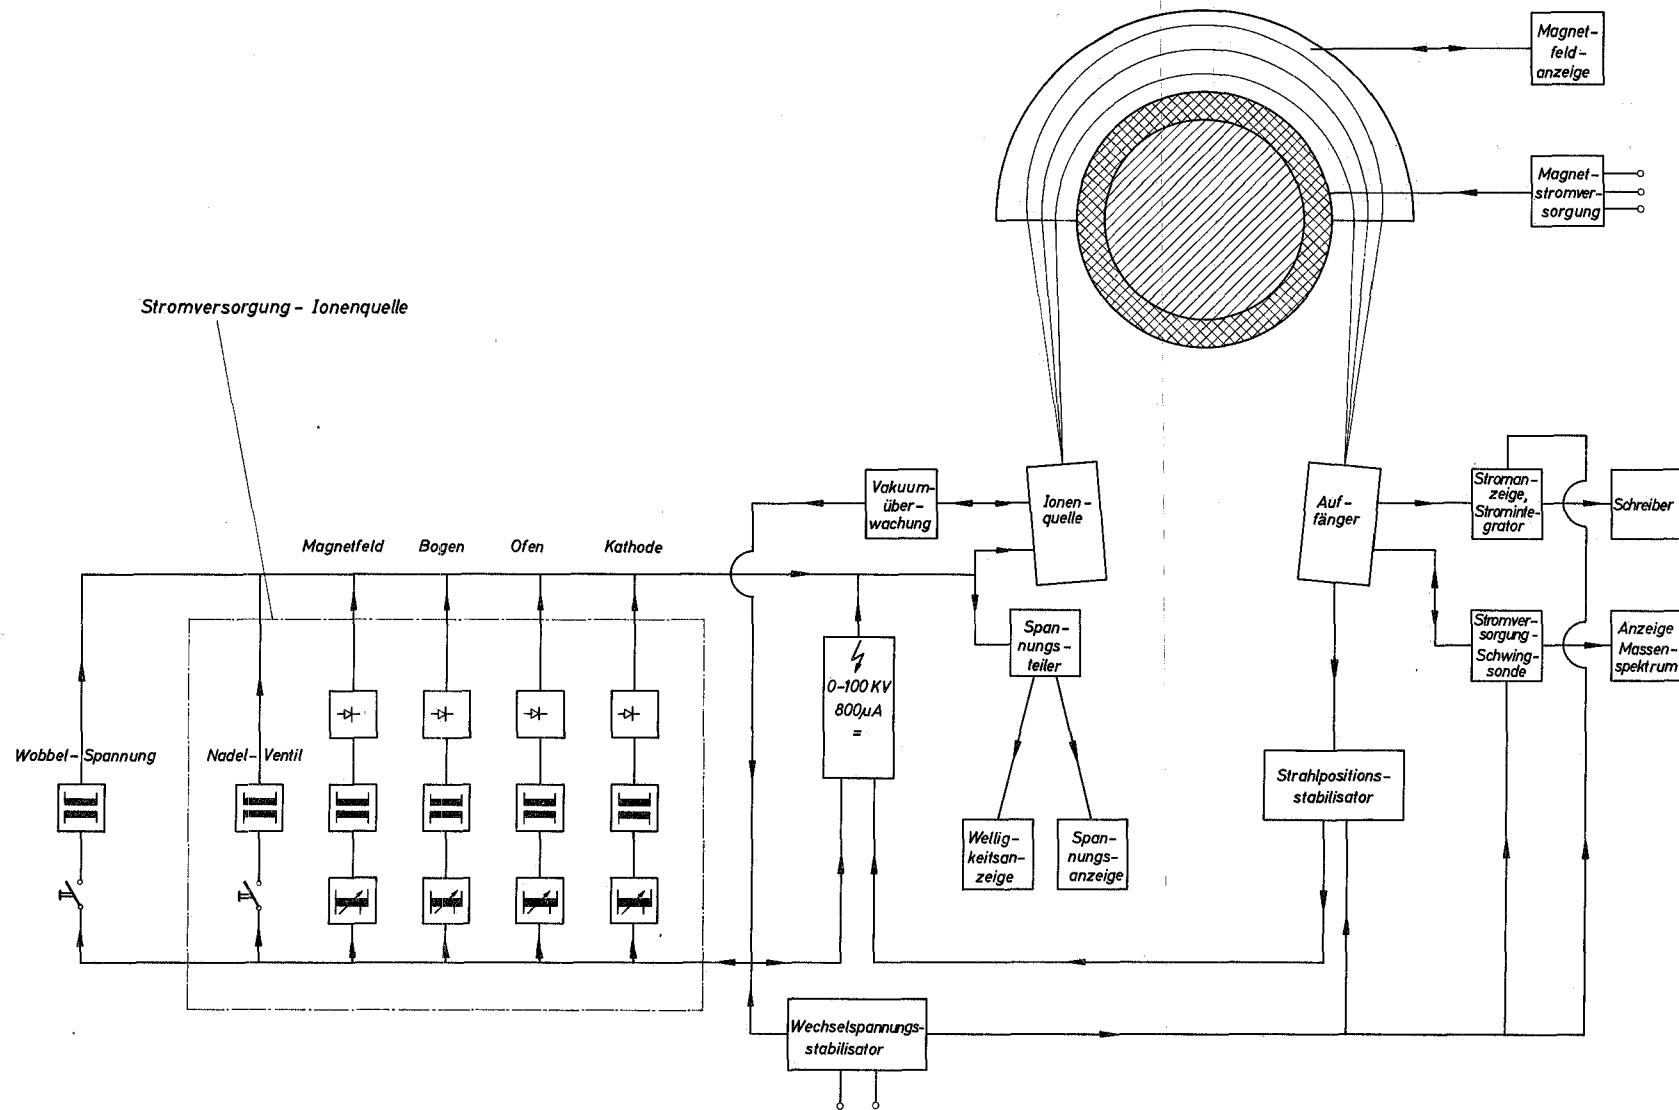 Magnet-
feld-
anzeige
Magnet-
stromver-
sorgung
Stromversorgung - Ionenquelle
Vakuum-
über-
wachung
Ionen-
quelle
Auf-
fänger
Stroman-
zeige,
Striminte-
grator
Schreiber
Magnetfeld
Bogen
Ofen
Kathode
Span-
nungs-
teiler
Stromver-
sorgung-
Schwing-
sonde
Anzeige
Massen-
spektrum
0-100 KV
800µA
=
Wobbel-Spannung
Nadel-Ventil
Strahlpositions-
stabilisator
Wellig-
keitsan-
zeige
Span-
nungs-
anzeige
Wechselspannungs-
stabilisator